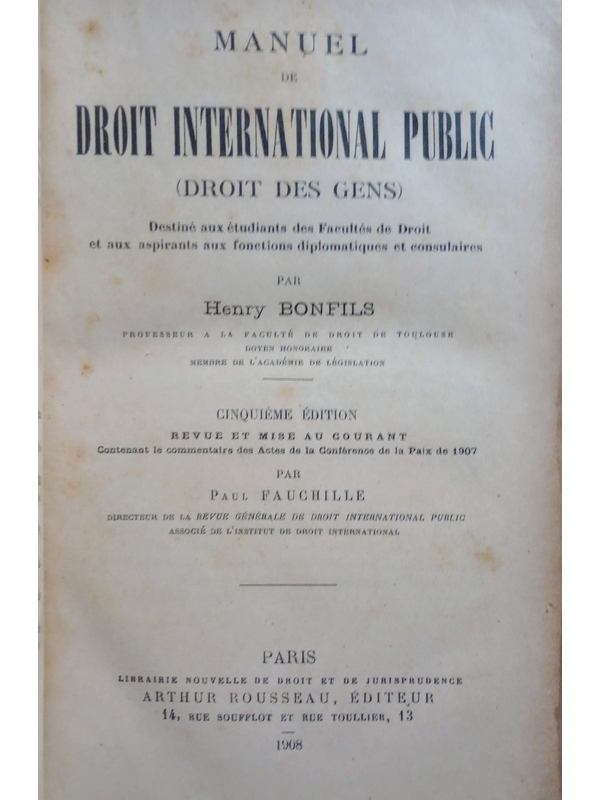 MANUEL
DE
DROIT INTERNATIONAL PUBLIC
(DROIT DES GENS)
Destiné aux étudiants des Facultés de Droit
et aux aspirants aux fonctions diplomatiques et consulaires
PAR
Henry BONFILS
PROFESSEUR A LA FACULTÉ DE DROIT DE TOULOUSE
DOYEN HONORAIRE
MEMBRE DE L'ACADÉMIE DE LÉGISLATION
CINQUIÉME ÉDITION
REVUE ET MISE AU COURANT
Contenant le commentaire des Actes de la Conférence de la Paix de 1907
PAR
PAUL FAUCHILLE
DIRECTEUR DE LA REVUE GÉNÉRALE DE DROIT INTERNATIONAL PUBLIC
ASSOCIÉ DE L'INSTITUT DE DROIT INTERNATIONAL
PARIS
LIBRAIRIE NOUVELLE DE DROIT ET DE JURISPRUDENCE
ARTHUR ROUSSEAU, ÉDITEUR
14, RUE SOUFFLOT ET RUE TOULLIER, 13
1908